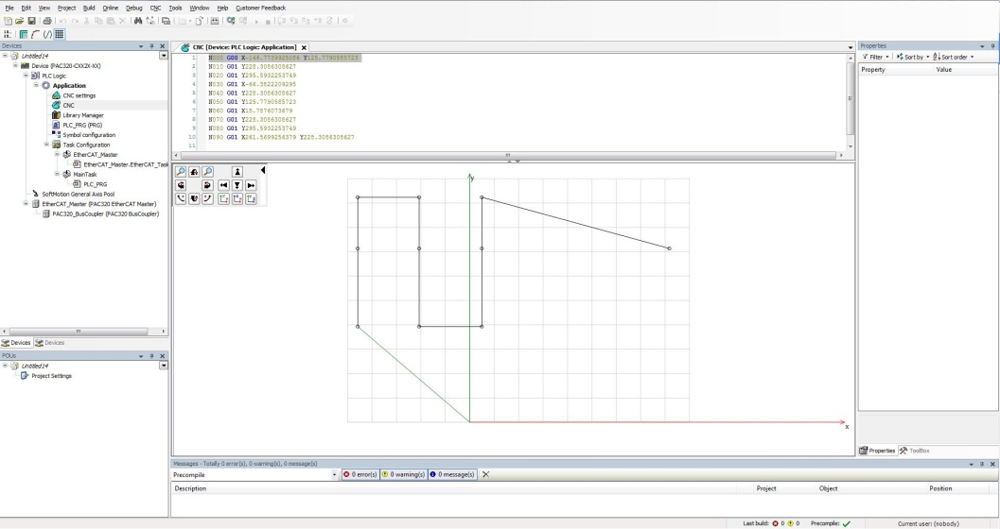 File Edit View Project Build Online Debug CNC Tools Window Help Customer Feedback
Devices
Untitled14
Device (PAC320-CXX2X-XX)
PLC Logic
Application
CNC settings
CNC
Library Manager
PLC_PRG (PRG)
Symbol configuration
Task Configuration
EtherCAT_Master
EtherCAT_Master.EtherCAT_Task
MainTask
PLC_PRG
SoftMotion General Axis Pool
EtherCAT_Master (PAC320 EtherCAT Master)
PAC320_BusCoupler (PAC320 BusCoupler)
Devices Devices
POUs
Untitled14
Project Settings
CNC [Device: PLC Logic: Application]
1 N000 G00 X-146.7739925056 Y125.7790585723
2 N010 G01 Y228.3086308627
3 N020 G01 Y295.5932253749
4 N030 G01 X-66.3822209295
5 N040 G01 Y228.3086308627
6 N050 G01 Y125.7790585723
7 N060 G01 X15.7876073679
8 N070 G01 Y228.3086308627
9 N080 G01 Y295.5932253749
10 N090 G01 X261.5699256379 Y228.3086308627
11
y
x
Properties
Filter Sort by Sort order
Property Value
Properties ToolBox
Messages - Totally 0 error(s), 0 warning(s), 0 message(s)
Precompile 0 error(s) 0 warning(s) 0 message(s)
Description Project Object Position
Last build: 0 0 Precompile: Current user: (nobody)